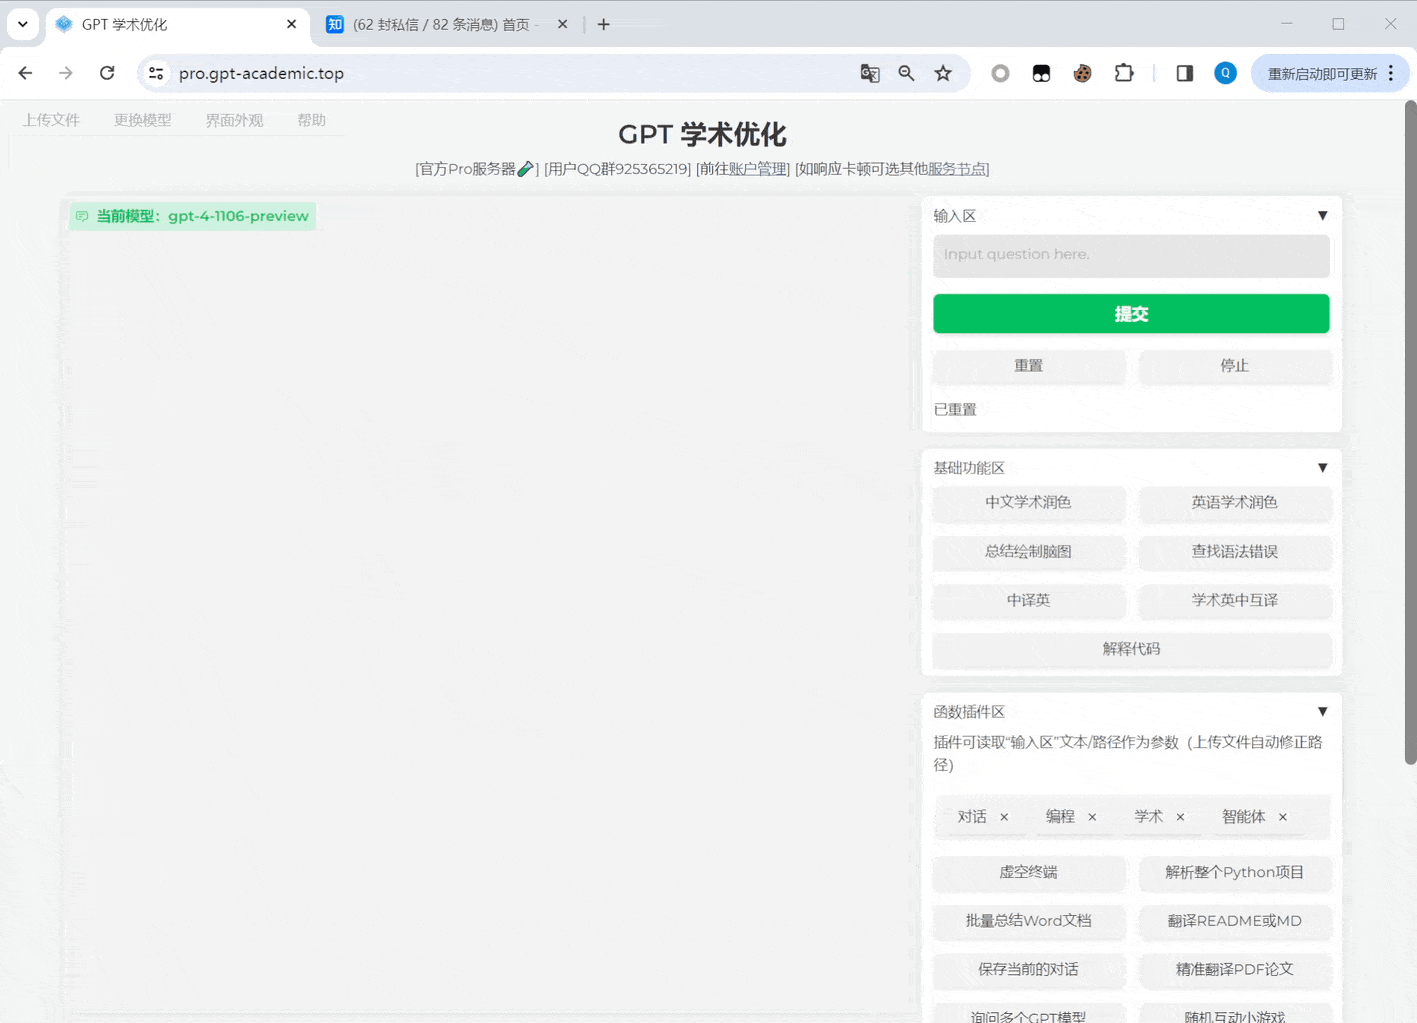 GPT 学术优化
(62 封私信 / 82 条消息) 首页 -
pro.gpt-academic.top
Q
重新启动即可更新
上传文件 更换模型 界面外观 帮助
GPT 学术优化
[官方Pro服务器🧪] [用户QQ群925365219] [前往账户管理] [如响应卡顿可选其他服务节点]
当前模型：gpt-4-1106-preview
输入区
Input question here.
提交
重置 停止
已重置
基础功能区
中文学术润色 英语学术润色
总结绘制脑图 查找语法错误
中译英 学术英中互译
解释代码
函数插件区
插件可读取“输入区”文本/路径作为参数（上传文件自动修正路
径）
对话 × 编程 × 学术 × 智能体 ×
虚空终端 解析整个Python项目
批量总结Word文档 翻译README或MD
保存当前的对话 精准翻译PDF论文
询问多个GPT模型 随机互动小游戏